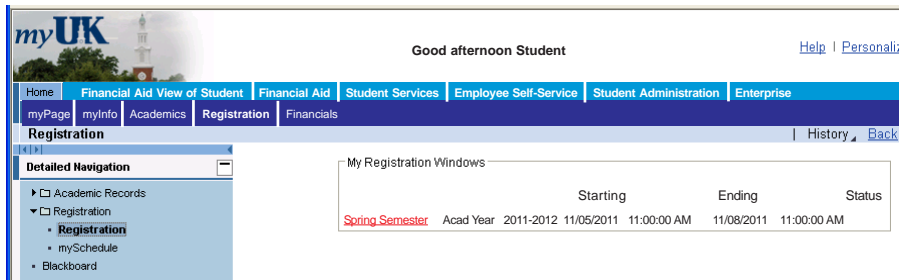 myUK
Good afternoon Student
Help | Personaliz
Home Financial Aid View of Student Financial Aid Student Services Employee Self-Service Student Administration Enterprise
myPage myInfo Academics Registration Financials
Registration
| History Back
Detailed Navigation
Academic Records
Registration
Registration
mySchedule
Blackboard
My Registration Windows
Starting Ending Status
Spring Semester Acad Year 2011-2012 11/05/2011 11:00:00 AM 11/08/2011 11:00:00 AM